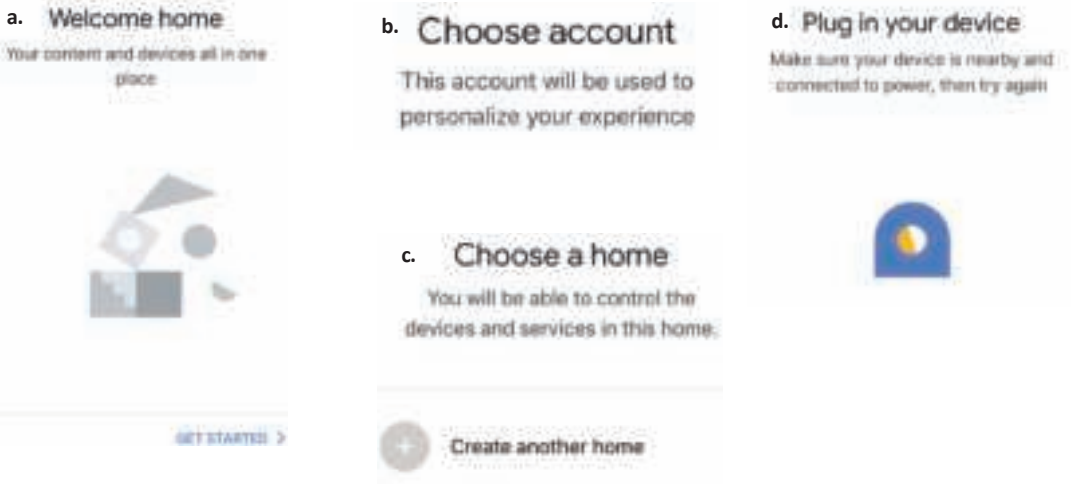 a. Welcome home
Your content and devices all in one
place
GET STARTED >
b. Choose account
This account will be used to
personalize your experience
c. Choose a home
You will be able to control the
devices and services in this home.
Create another home
d. Plug in your device
Make sure your device is nearby and
connected to power, then try again